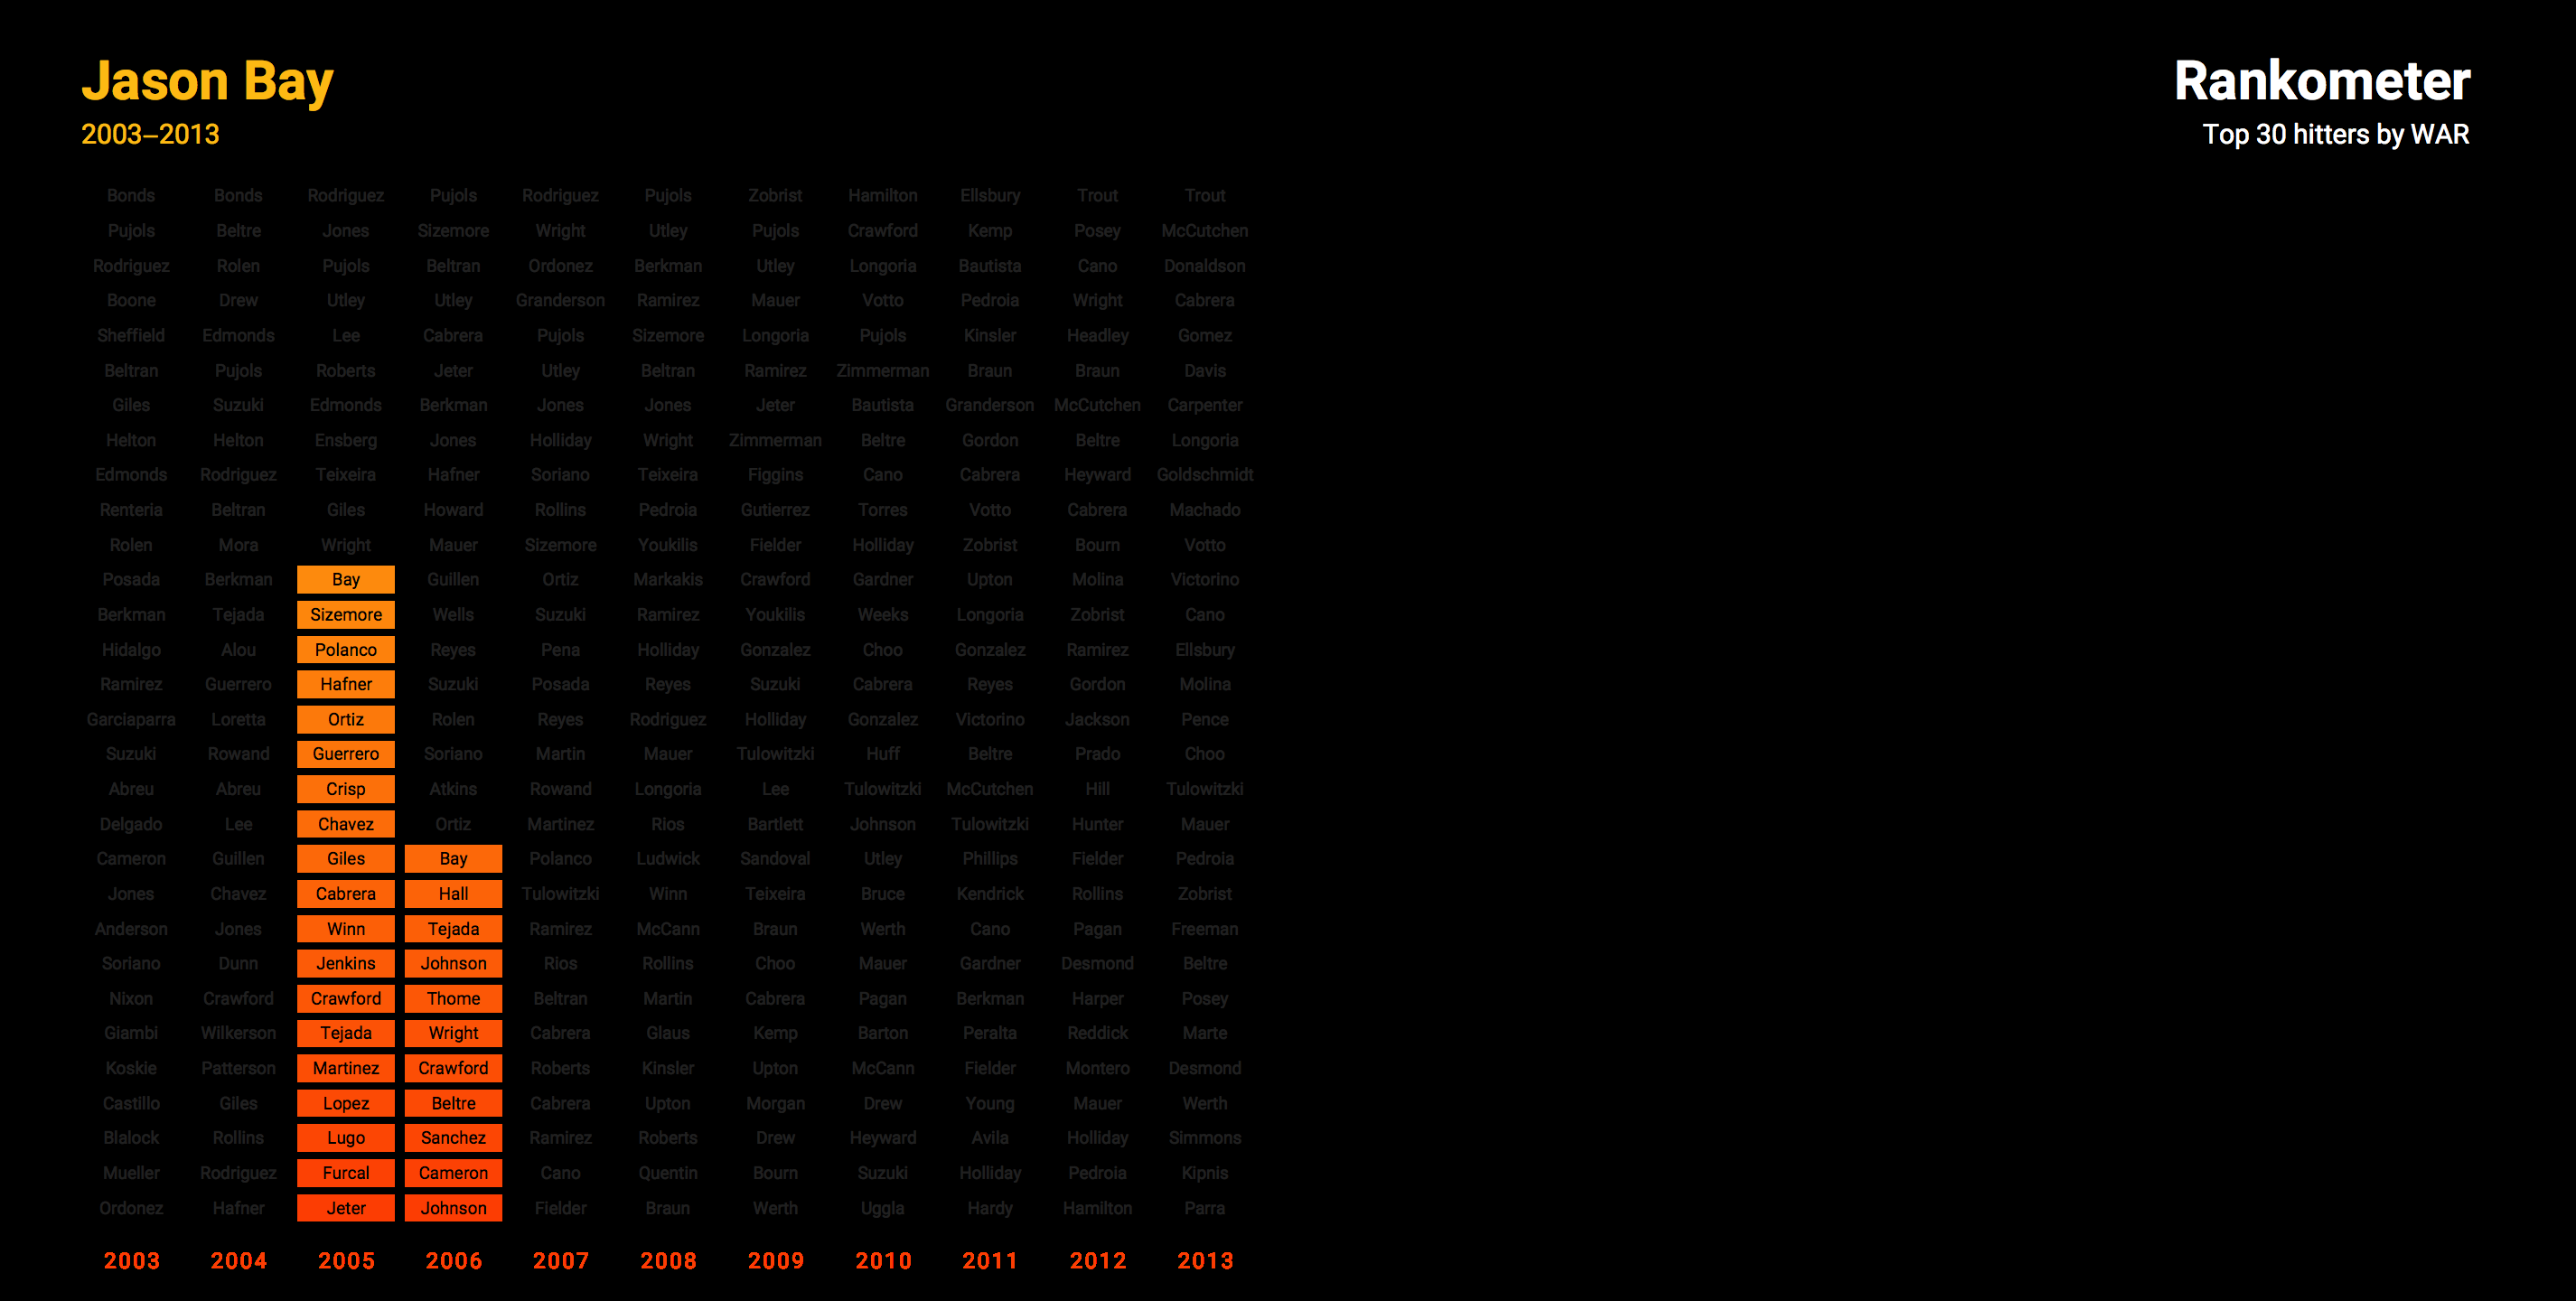 Jason Bay
2003–2013
Rankometer
Top 30 hitters by WAR
Bonds Bonds Rodriguez Pujols Rodriguez Pujols Zobrist Hamilton Ellsbury Trout Trout
Pujols Beltre Jones Sizemore Wright Utley Pujols Crawford Kemp Posey McCutchen
Rodriguez Rolen Pujols Beltran Ordonez Berkman Utley Longoria Bautista Cano Donaldson
Boone Drew Utley Utley Granderson Ramirez Mauer Votto Pedroia Wright Cabrera
Sheffield Edmonds Lee Cabrera Pujols Sizemore Longoria Pujols Kinsler Headley Gomez
Beltran Pujols Roberts Jeter Utley Beltran Ramirez Zimmerman Braun Braun Davis
Giles Suzuki Edmonds Berkman Jones Jones Jeter Bautista Granderson McCutchen Carpenter
Helton Helton Ensberg Jones Holliday Wright Zimmerman Beltre Gordon Beltre Longoria
Edmonds Rodriguez Teixeira Hafner Soriano Teixeira Figgins Cano Cabrera Heyward Goldschmidt
Renteria Beltran Giles Howard Rollins Pedroia Gutierrez Torres Votto Cabrera Machado
Rolen Mora Wright Mauer Sizemore Youkilis Fielder Holliday Zobrist Bourn Votto
Posada Berkman Bay Guillen Ortiz Markakis Crawford Gardner Upton Molina Victorino
Berkman Tejada Sizemore Wells Suzuki Ramirez Youkilis Weeks Longoria Zobrist Cano
Hidalgo Alou Polanco Reyes Pena Holliday Gonzalez Choo Gonzalez Ramirez Ellsbury
Ramirez Guerrero Hafner Suzuki Posada Reyes Suzuki Cabrera Reyes Gordon Molina
Garciaparra Loretta Ortiz Rolen Reyes Rodriguez Holliday Gonzalez Victorino Jackson Pence
Suzuki Rowand Guerrero Soriano Martin Mauer Tulowitzki Huff Beltre Prado Choo
Abreu Abreu Crisp Atkins Rowand Longoria Lee Tulowitzki McCutchen Hill Tulowitzki
Delgado Lee Chavez Ortiz Martinez Rios Bartlett Johnson Tulowitzki Hunter Mauer
Cameron Guillen Giles Bay Polanco Ludwick Sandoval Utley Phillips Fielder Pedroia
Jones Chavez Cabrera Hall Tulowitzki Winn Teixeira Bruce Kendrick Rollins Zobrist
Anderson Jones Winn Tejada Ramirez McCann Braun Werth Cano Pagan Freeman
Soriano Dunn Jenkins Johnson Rios Rollins Choo Mauer Gardner Desmond Beltre
Nixon Crawford Crawford Thome Beltran Martin Cabrera Pagan Berkman Harper Posey
Giambi Wilkerson Tejada Wright Cabrera Glaus Kemp Barton Peralta Reddick Marte
Koskie Patterson Martinez Crawford Roberts Kinsler Upton McCann Fielder Montero Desmond
Castillo Giles Lopez Beltre Cabrera Upton Morgan Drew Young Mauer Werth
Blalock Rollins Lugo Sanchez Ramirez Roberts Drew Heyward Avila Holliday Simmons
Mueller Rodriguez Furcal Cameron Cano Quentin Bourn Suzuki Holliday Pedroia Kipnis
Ordonez Hafner Jeter Johnson Fielder Braun Werth Uggla Hardy Hamilton Parra
2003 2004 2005 2006 2007 2008 2009 2010 2011 2012 2013